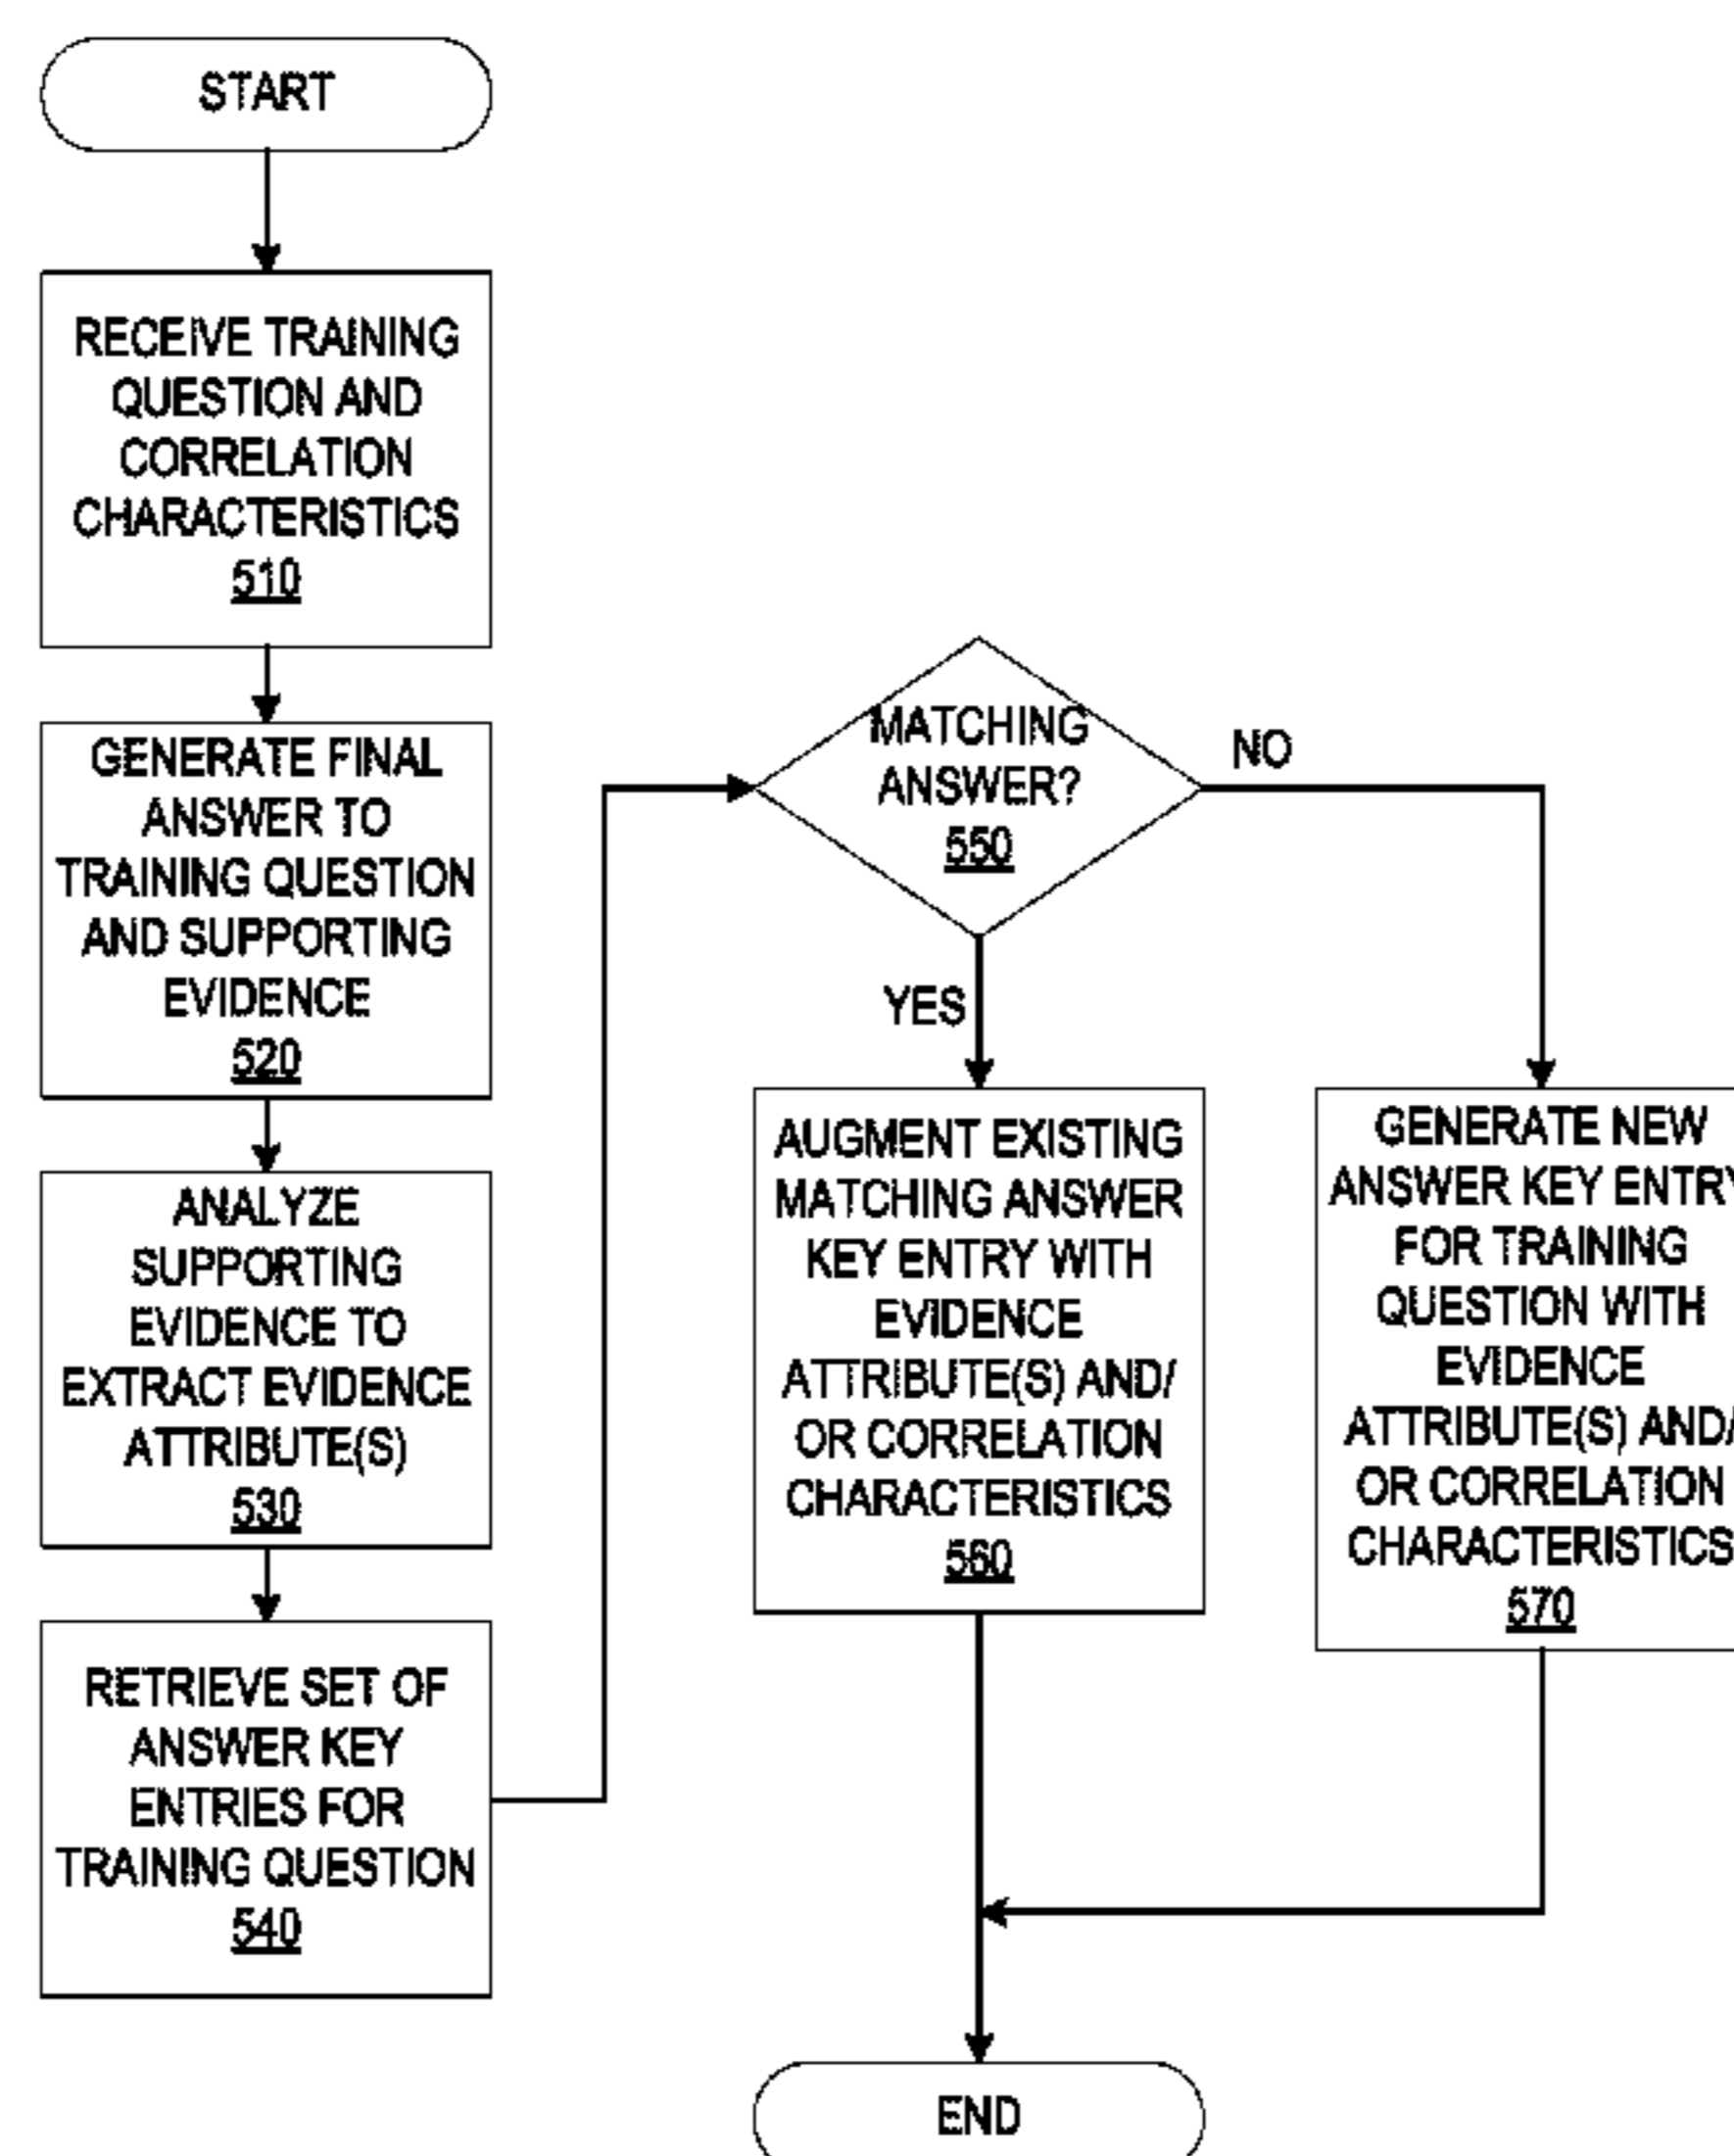 START
RECEIVE TRAINING
QUESTION AND
CORRELATION
CHARACTERISTICS
510
GENERATE FINAL
ANSWER TO
TRAINING QUESTION
AND SUPPORTING
EVIDENCE
520
ANALYZE
SUPPORTING
EVIDENCE TO
EXTRACT EVIDENCE
ATTRIBUTE(S)
530
RETRIEVE SET OF
ANSWER KEY
ENTRIES FOR
TRAINING QUESTION
540
MATCHING
ANSWER?
550
NO
YES
AUGMENT EXISTING
MATCHING ANSWER
KEY ENTRY WITH
EVIDENCE
ATTRIBUTE(S) AND/
OR CORRELATION
CHARACTERISTICS
560
GENERATE NEW
ANSWER KEY ENTRY
FOR TRAINING
QUESTION WITH
EVIDENCE
ATTRIBUTE(S) AND/
OR CORRELATION
CHARACTERISTICS
570
END